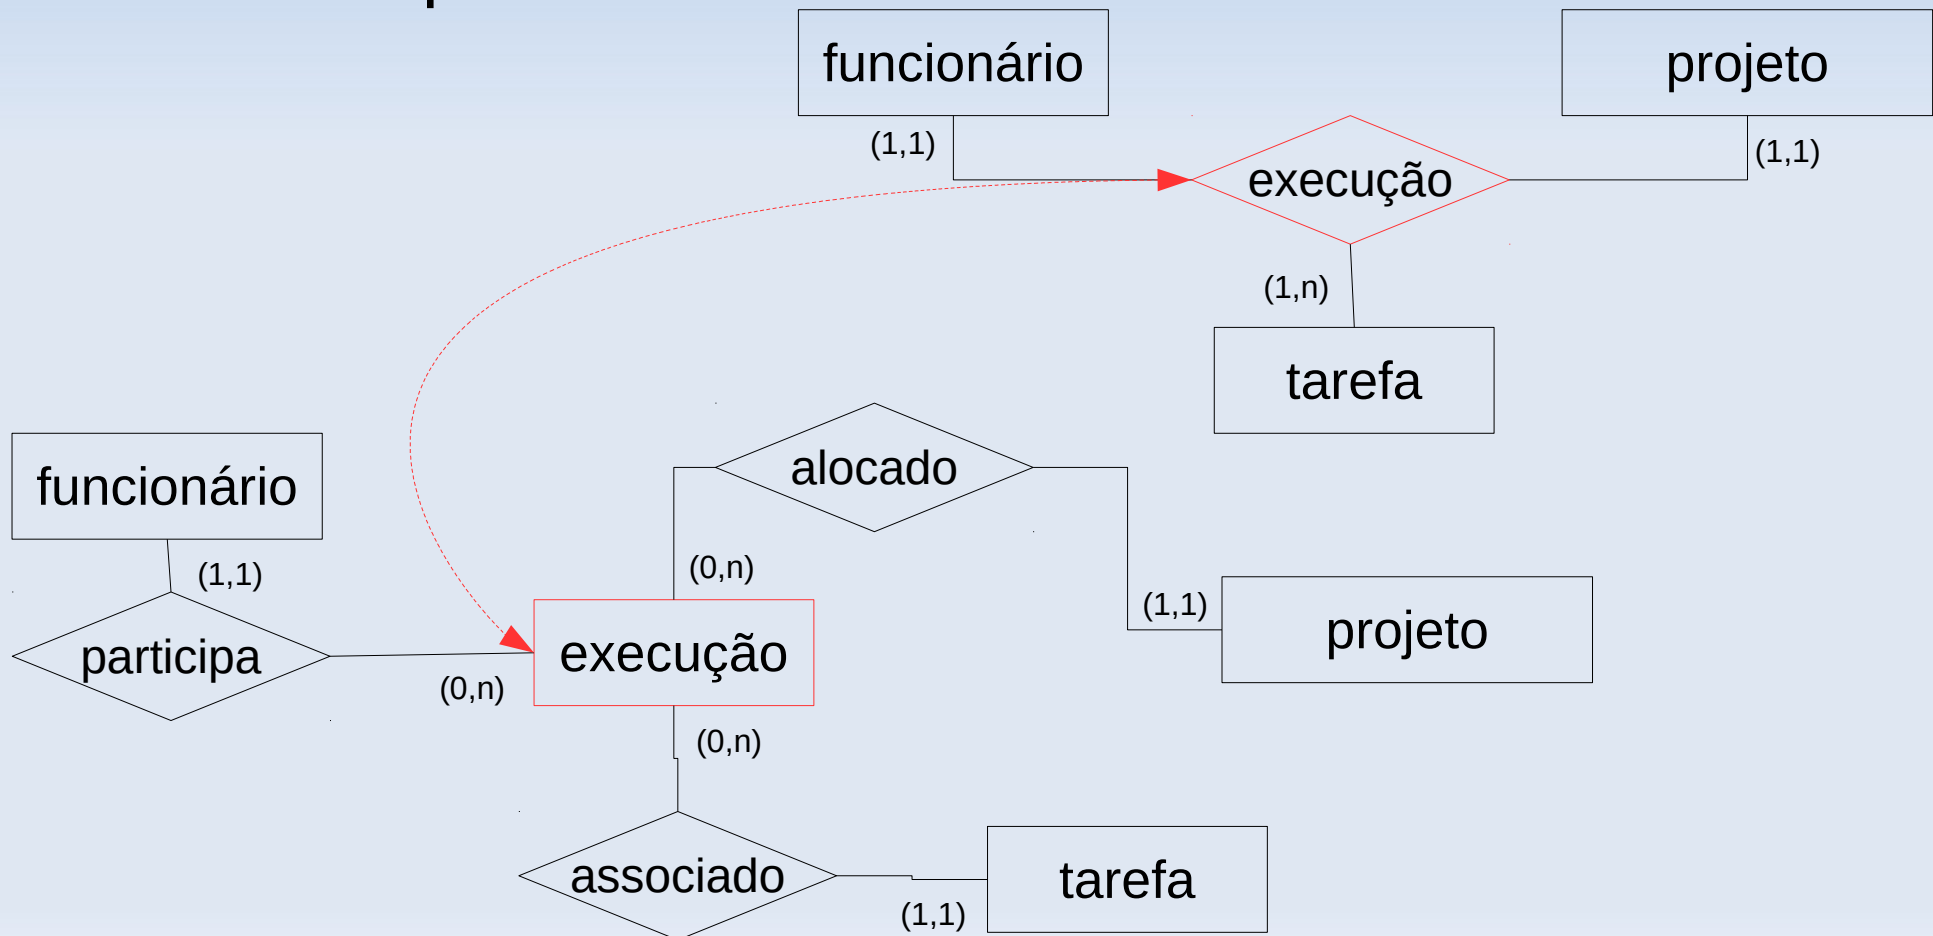 funcionário
projeto
(1,1)
(1,1)
execução
(1,n)
tarefa
alocado
funcionário
(0,n)
(1,1)
(1,1)
projeto
participa
execução
(0,n)
(0,n)
associado
tarefa
(1,1)